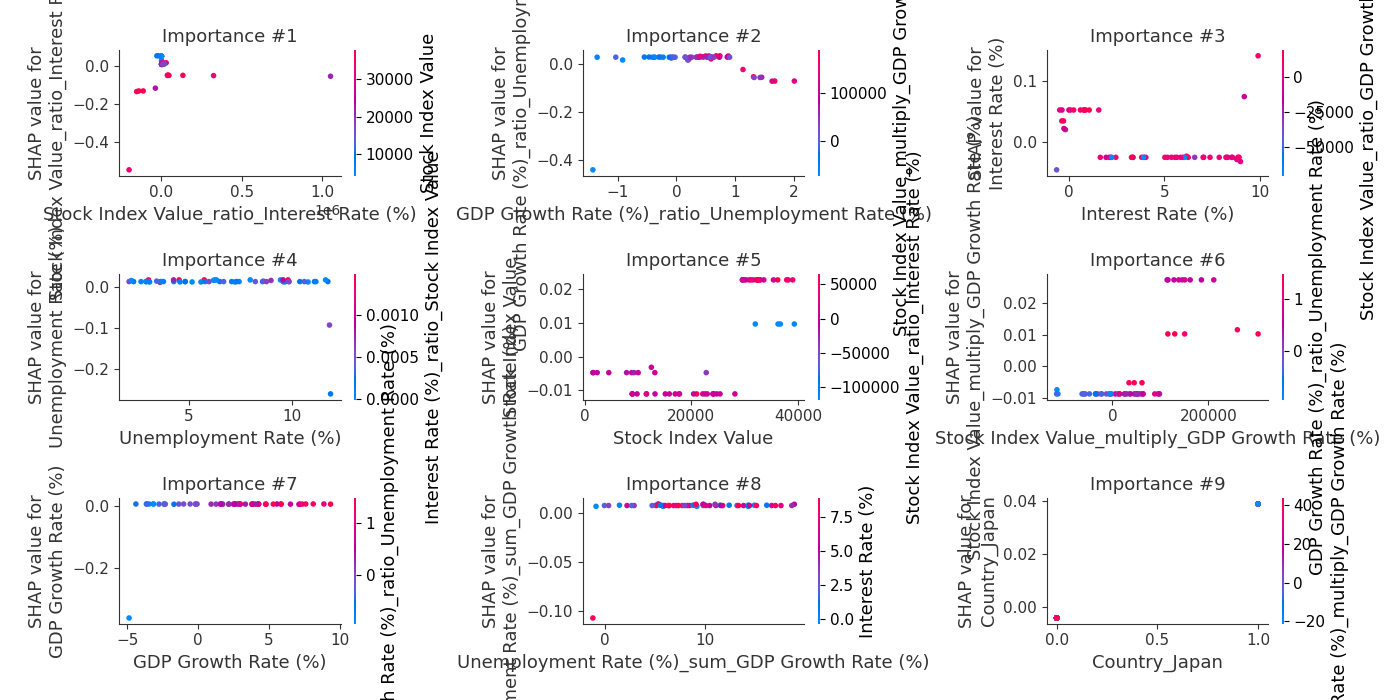 Importance #1
SHAP value for
Stock Index Value_ratio_Interest R
0.0
−0.2
−0.4
0.0
0.5
1.0
1e6
Stock Index Value_ratio_Interest Rate (%)
30000
20000
10000
Stock Index Value
Importance #2
SHAP value for
GDP Growth Rate (%)_ratio_Unemploym
0.0
−0.2
−0.4
−1
0
1
2
GDP Growth Rate (%)_ratio_Unemployment Rate (%)
100000
0
Stock Index Value_multiply_GDP Grow
Importance #3
SHAP value for
Interest Rate (%)
0.1
0.0
0
5
10
Interest Rate (%)
0
−25000
−50000
Stock Index Value_ratio_GDP Growth
Importance #4
SHAP value for
Unemployment Rate (%)
0.0
−0.1
−0.2
5
10
Unemployment Rate (%)
0.0010
0.0005
0.0000
Interest Rate (%)_ratio_Stock Index Value
Importance #5
SHAP value for
Stock Index Value
0.02
0.01
0.00
−0.01
0
20000
40000
Stock Index Value
50000
0
−50000
−100000
Stock Index Value_ratio_Interest Rate (%)
Importance #6
SHAP value for
Stock Index Value_multiply_GDP Growth Rate (%)
0.02
0.01
0.00
−0.01
0
200000
Stock Index Value_multiply_GDP Growth Rate (%)
1
0
GDP Growth Rate (%)_ratio_Unemployment Rate (%)
Importance #7
SHAP value for
GDP Growth Rate (%)
0.0
−0.2
−5
0
5
10
GDP Growth Rate (%)
1
0
h Rate (%)_ratio_Unemployment Rate (%)
Importance #8
SHAP value for
ment Rate (%)_sum_GDP Growth Rate (%)
0.00
−0.05
−0.10
0
10
Unemployment Rate (%)_sum_GDP Growth Rate (%)
7.5
5.0
2.5
0.0
Interest Rate (%)
Importance #9
SHAP value for
Country_Japan
0.04
0.02
0.00
0.0
0.5
1.0
Country_Japan
40
20
0
−20
Rate (%)_multiply_GDP Growth Rate (%)